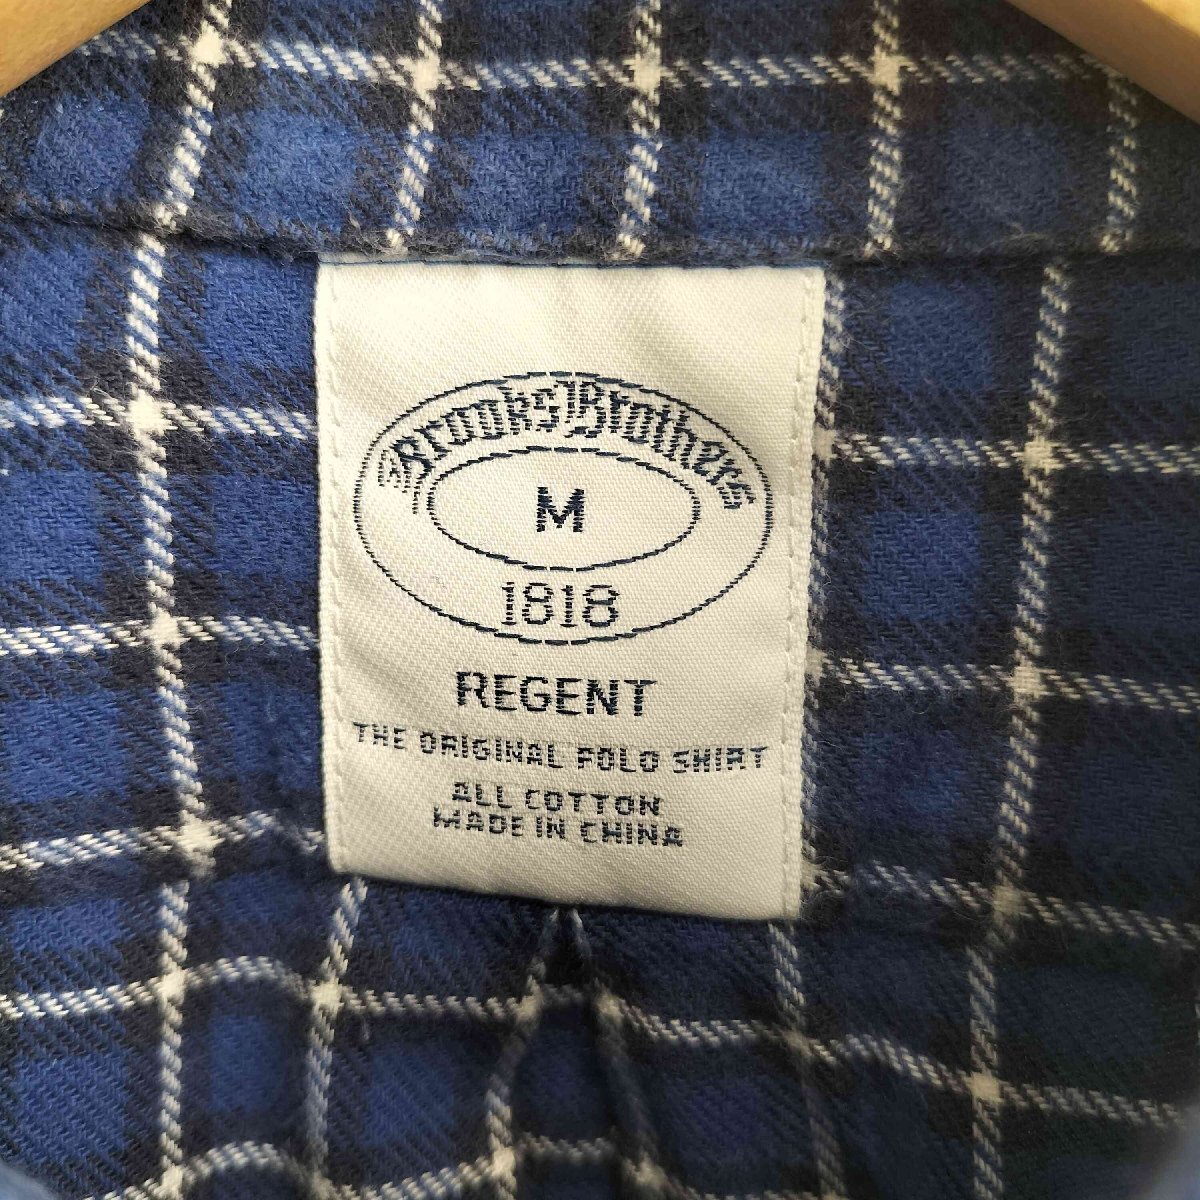 Brooks Brothers
M
1818
REGENT
THE ORIGINAL POLO SHIRT
ALL COTTON
MADE IN CHINA